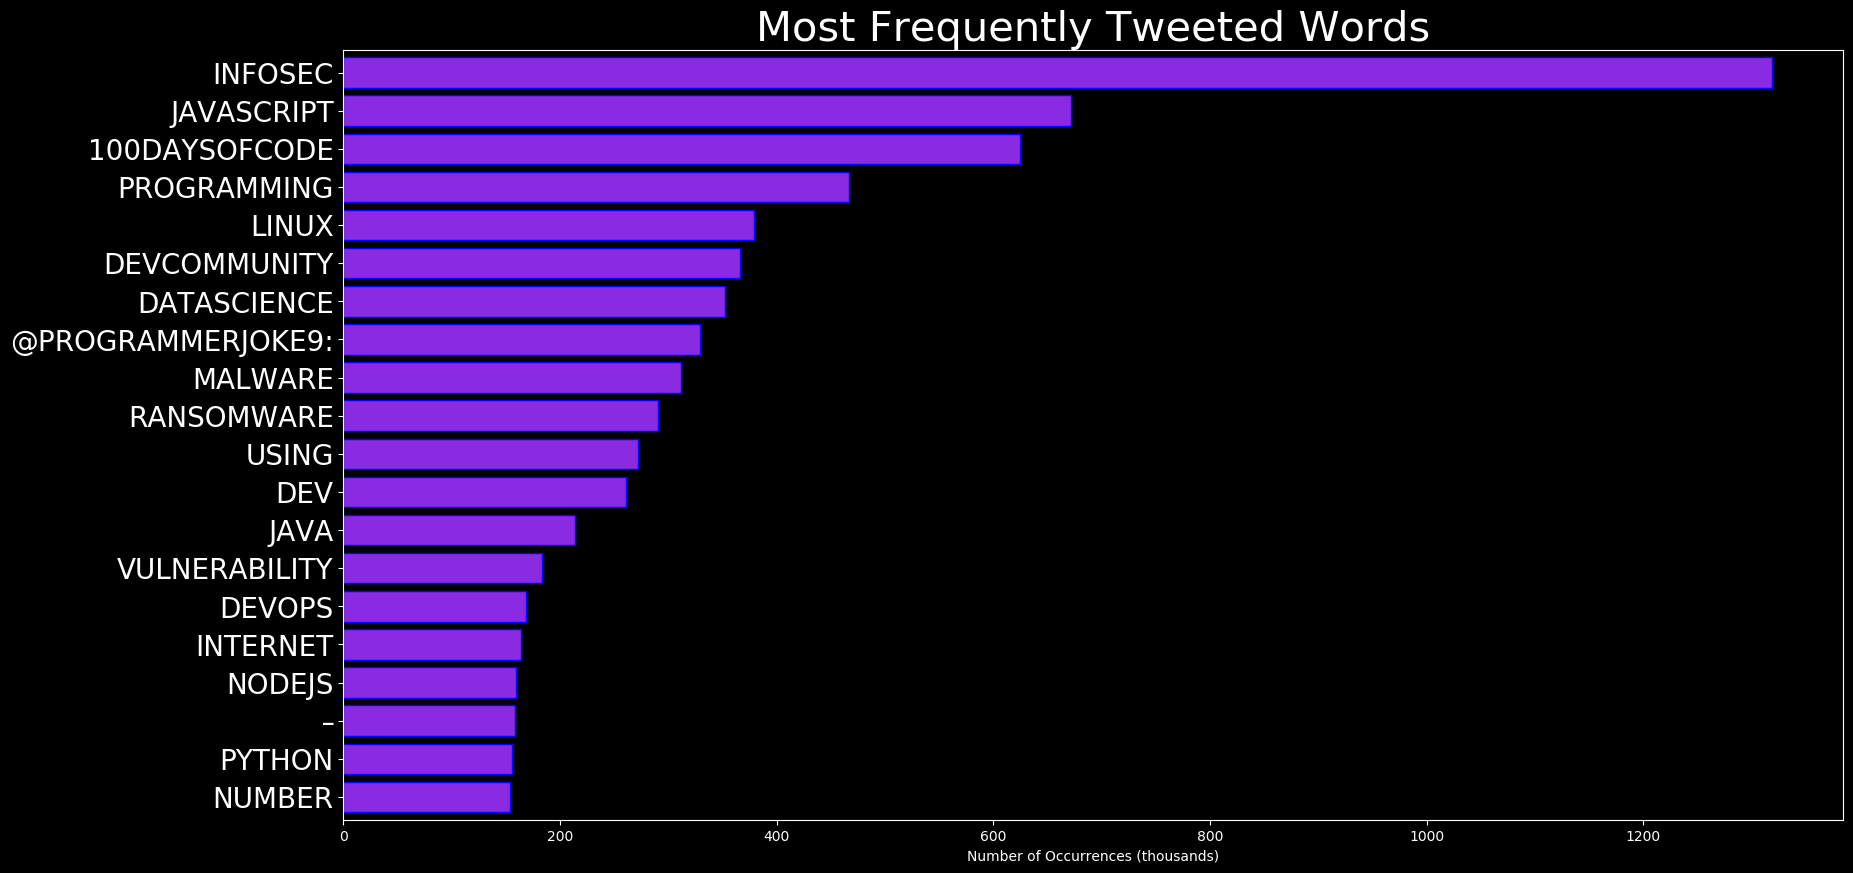 Most Frequently Tweeted Words
INFOSEC
JAVASCRIPT
100DAYSOFCODE
PROGRAMMING
LINUX
DEVCOMMUNITY
DATASCIENCE
@PROGRAMMERJOKE9:
MALWARE
RANSOMWARE
USING
DEV
JAVA
VULNERABILITY
DEVOPS
INTERNET
NODEJS
–
PYTHON
NUMBER
0 200 400 600 800 1000 1200
Number of Occurrences (thousands)